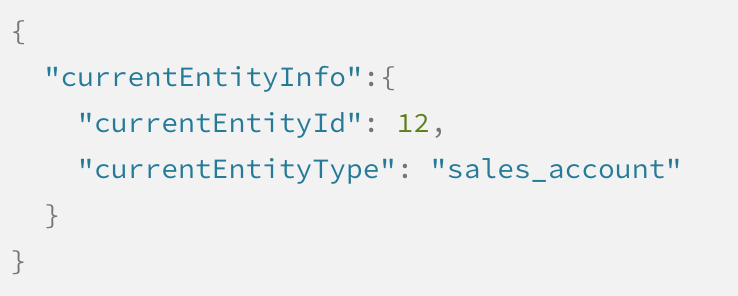 {
  "currentEntityInfo":{
    "currentEntityId": 12,
    "currentEntityType": "sales_account"
  }
}